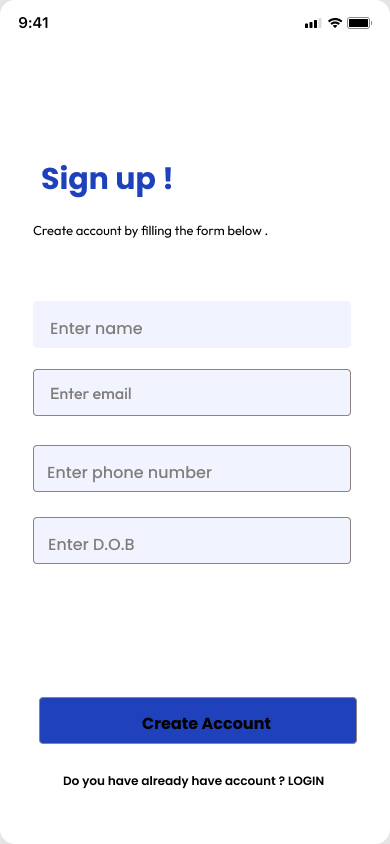 9:41
Sign up !
Create account by filling the form below .
Enter name
Enter email
Enter phone number
Enter D.O.B
Create Account
Do you have already have account ? LOGIN